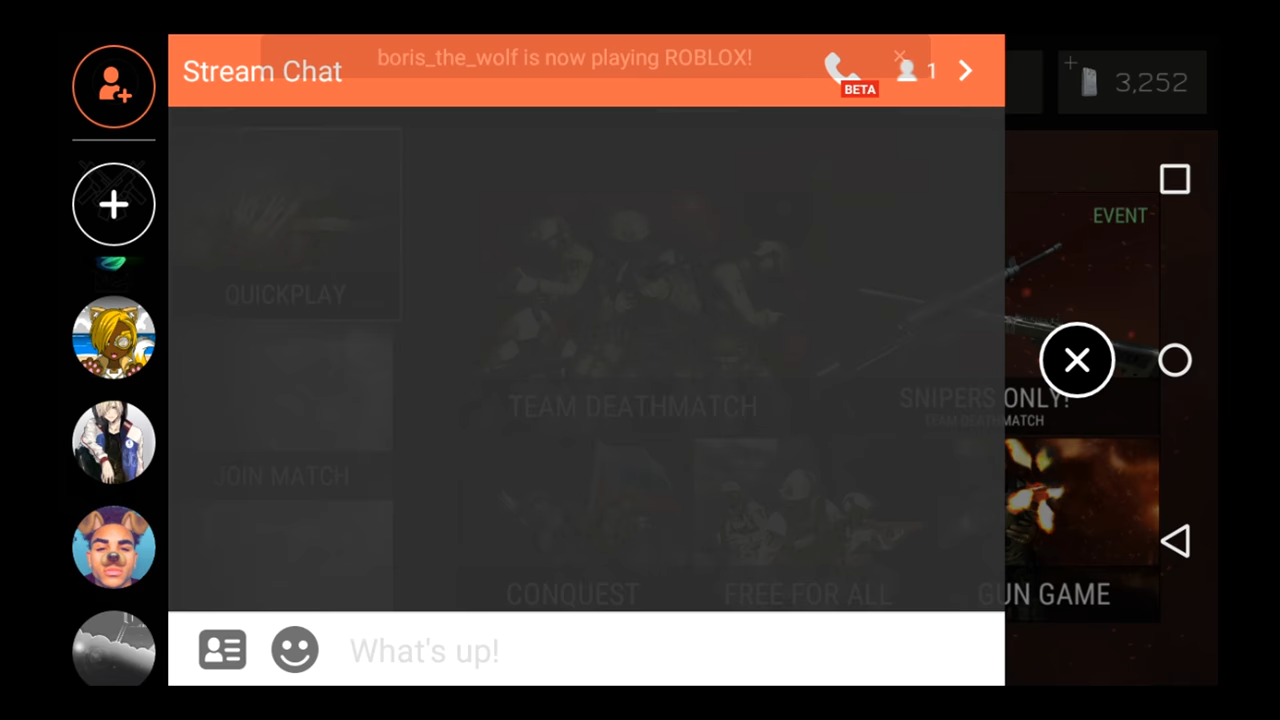 boris_the_wolf is now playing ROBLOX!
Stream Chat
BETA
1
3,252
EVENT
QUICKPLAY
TEAM DEATHMATCH
SNIPERS ONLY!
TEAM DEATHMATCH
JOIN MATCH
CONQUEST
FREE FOR ALL
GUN GAME
What's up!